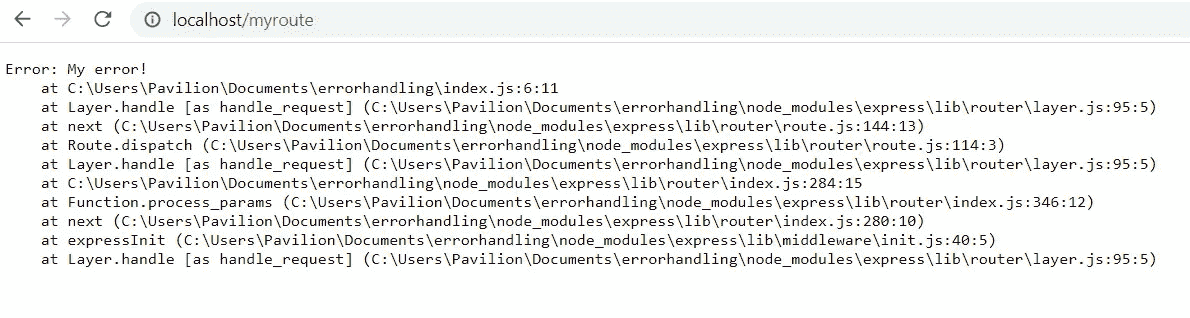 localhost/myroute
Error: My error!
at C:\Users\Pavilion\Documents\errorhandling\index.js:6:11
at Layer.handle [as handle_request] (C:\Users\Pavilion\Documents\errorhandling\node_modules\express\lib\router\layer.js:95:5)
at next (C:\Users\Pavilion\Documents\errorhandling\node_modules\express\lib\router\route.js:144:13)
at Route.dispatch (C:\Users\Pavilion\Documents\errorhandling\node_modules\express\lib\router\route.js:114:3)
at Layer.handle [as handle_request] (C:\Users\Pavilion\Documents\errorhandling\node_modules\express\lib\router\layer.js:95:5)
at C:\Users\Pavilion\Documents\errorhandling\node_modules\express\lib\router\index.js:284:15
at Function.process_params (C:\Users\Pavilion\Documents\errorhandling\node_modules\express\lib\router\index.js:346:12)
at next (C:\Users\Pavilion\Documents\errorhandling\node_modules\express\lib\router\index.js:280:10)
at expressInit (C:\Users\Pavilion\Documents\errorhandling\node_modules\express\lib\middleware\init.js:40:5)
at Layer.handle [as handle_request] (C:\Users\Pavilion\Documents\errorhandling\node_modules\express\lib\router\layer.js:95:5)